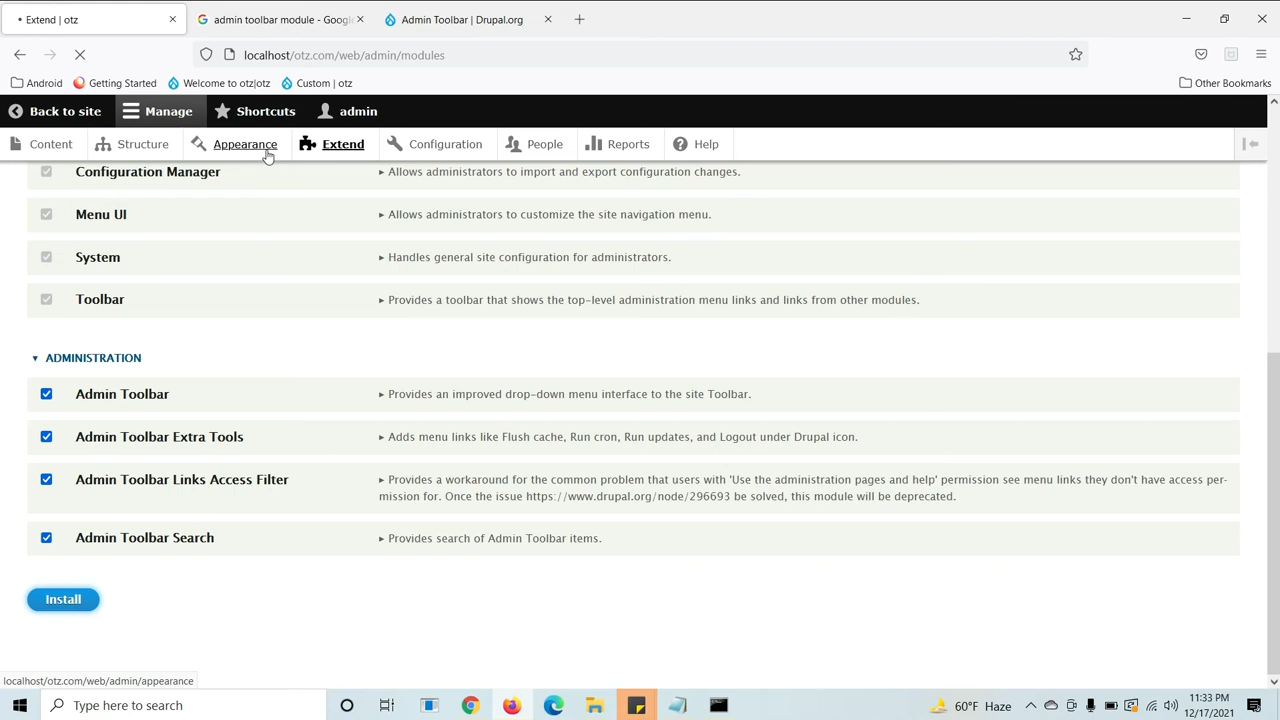 Extend | otz
admin toolbar module - Google
Admin Toolbar | Drupal.org
localhost/otz.com/web/admin/modules
Android
Getting Started
Welcome to otz|otz
Custom | otz
Other Bookmarks
Back to site
Manage
Shortcuts
admin
Content
Structure
Appearance
Extend
Configuration
People
Reports
Help
Configuration Manager
Allows administrators to import and export configuration changes.
Menu UI
Allows administrators to customize the site navigation menu.
System
Handles general site configuration for administrators.
Toolbar
Provides a toolbar that shows the top-level administration menu links and links from other modules.
ADMINISTRATION
Admin Toolbar
Provides an improved drop-down menu interface to the site Toolbar.
Admin Toolbar Extra Tools
Adds menu links like Flush cache, Run cron, Run updates, and Logout under Drupal icon.
Admin Toolbar Links Access Filter
Provides a workaround for the common problem that users with 'Use the administration pages and help' permission see menu links they don't have access per-
mission for. Once the issue https://www.drupal.org/node/296693 be solved, this module will be deprecated.
Admin Toolbar Search
Provides search of Admin Toolbar items.
Install
localhost/otz.com/web/admin/appearance
Type here to search
60°F Haze
11:33 PM
12/17/2021